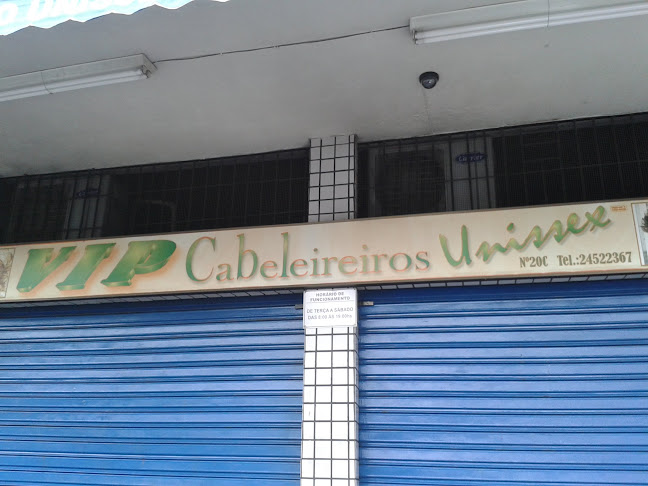 VIP Cabeleireiros Unissex
Nº20C Tel.:24522367
HORÁRIO DE
FUNCIONAMENTO
DE TERÇA A SÁBADO